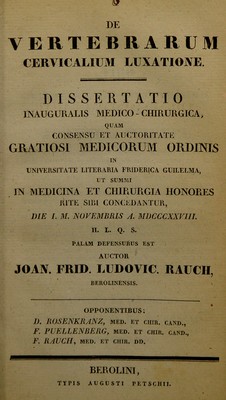 DE
VERTEBRARUM
CERVICALIUM LUXATIONE.
DISSERTATIO
INAUGURALIS MEDICO-CHIRURGICA,
QUAM
CONSENSU ET AUCTORITATE
GRATIOSI MEDICORUM ORDINIS
IN
UNIVERSITATE LITERARIA FRIDERICA GUILELMA,
UT SUMMI
IN MEDICINA ET CHIRURGIA HONORES
RITE SIBI CONCEDANTUR,
DIE I. M. NOVEMBRIS A. MDCCCXXVIII.
H. L. Q. S.
PALAM DEFENSURUS EST
AUCTOR
JOAN. FRID. LUDOVIC. RAUCH,
BEROLINENSIS.
OPPONENTIBUS:
D. ROSENKRANZ, MED. ET CHIR. CAND.,
F. PUELLENBERG, MED. ET CHIR. CAND.,
F. RAUCH, MED. ET CHIR. DD.
BEROLINI,
TYPIS AUGUSTI PETSCHII.